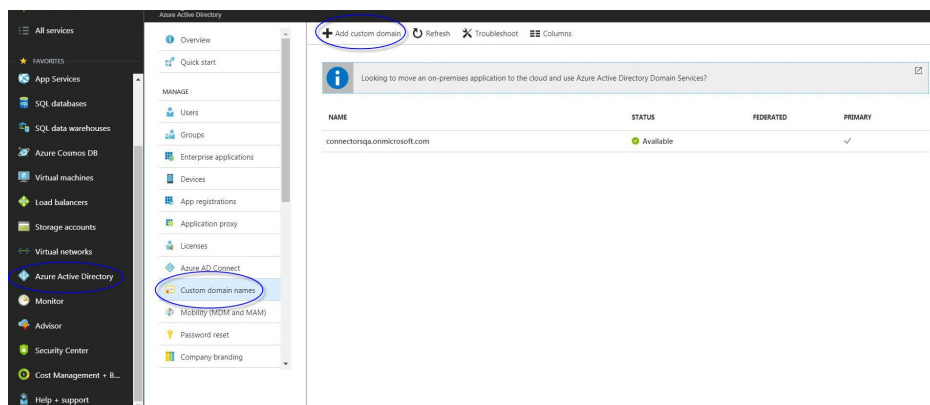 Azure Active Directory
All services
FAVORITES
App Services
SQL databases
SQL data warehouses
Azure Cosmos DB
Virtual machines
Load balancers
Storage accounts
Virtual networks
Azure Active Directory
Monitor
Advisor
Security Center
Cost Management + B...
Help + support
Overview
Quick start
MANAGE
Users
Groups
Enterprise applications
Devices
App registrations
Application proxy
Licenses
Azure AD Connect
Custom domain names
Mobility (MDM and MAM)
Password reset
Company branding
Add custom domain Refresh Troubleshoot Columns
Looking to move an on-premises application to the cloud and use Azure Active Directory Domain Services?
NAME STATUS FEDERATED PRIMARY
connectorsqa.onmicrosoft.com Available